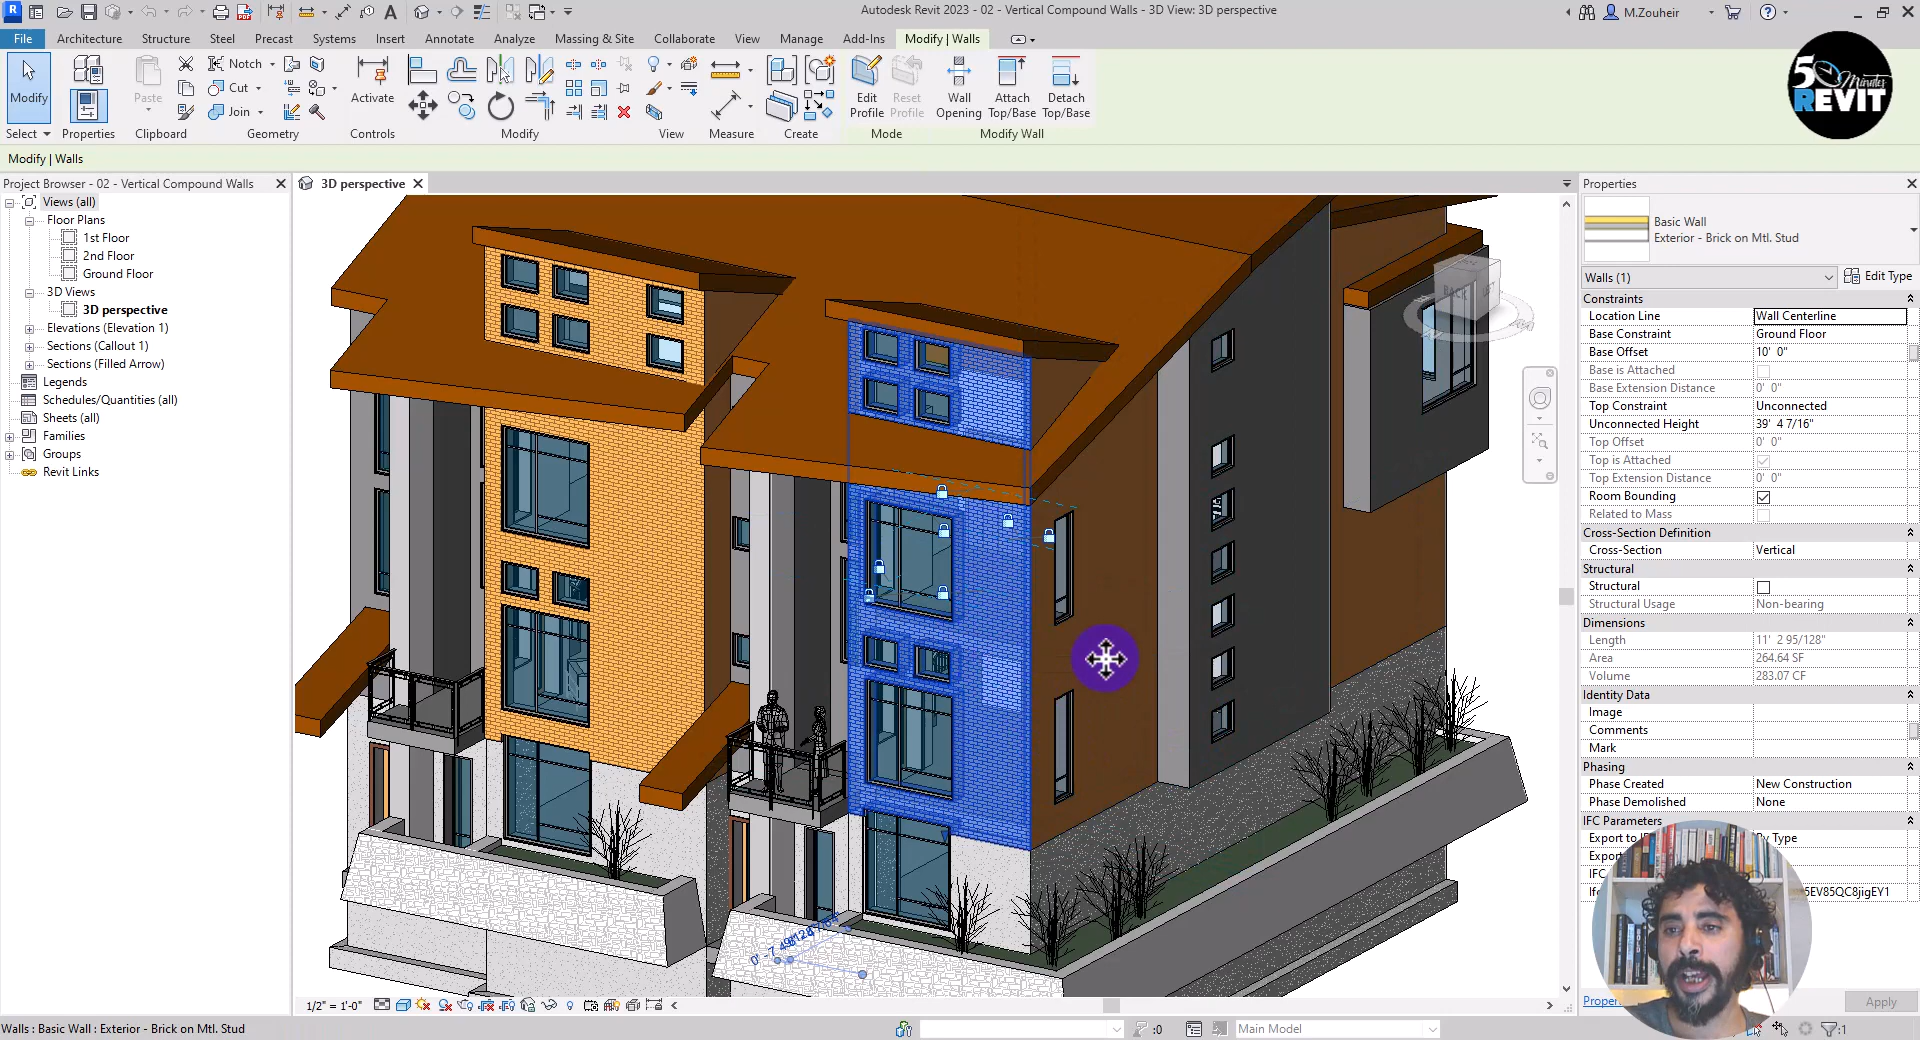 Autodesk Revit 2023 - 02 - Vertical Compound Walls - 3D View: 3D perspective
M.Zouheir
File
Architecture
Structure
Steel
Precast
Systems
Insert
Annotate
Analyze
Massing & Site
Collaborate
View
Manage
Add-Ins
Modify | Walls
Modify
Paste
Notch
Cut
Join
Activate
Edit
Profile
Reset
Profile
Wall
Opening
Attach
Top/Base
Detach
Top/Base
Select
Properties
Clipboard
Geometry
Controls
Modify
View
Measure
Create
Mode
Modify Wall
5 Minutes
REVIT
Modify | Walls
Project Browser - 02 - Vertical Compound Walls
Views (all)
Floor Plans
1st Floor
2nd Floor
Ground Floor
3D Views
3D perspective
Elevations (Elevation 1)
Sections (Callout 1)
Sections (Filled Arrow)
Legends
Schedules/Quantities (all)
Sheets (all)
Families
Groups
Revit Links
3D perspective
BACK
1/2" = 1'-0"
Properties
Basic Wall
Exterior - Brick on Mtl. Stud
Walls (1)
Edit Type
Constraints
Location Line Wall Centerline
Base Constraint Ground Floor
Base Offset 10' 0"
Base is Attached
Base Extension Distance 0' 0"
Top Constraint Unconnected
Unconnected Height 39' 4 7/16"
Top Offset 0' 0"
Top is Attached
Top Extension Distance 0' 0"
Room Bounding
Related to Mass
Cross-Section Definition
Cross-Section Vertical
Structural
Structural
Structural Usage Non-bearing
Dimensions
Length 11' 2 95/128"
Area 264.64 SF
Volume 283.07 CF
Identity Data
Image
Comments
Mark
Phasing
Phase Created New Construction
Phase Demolished None
IFC Parameters
Export to I By Type
Export
5EV85QC8jigEY1
Proper
Apply
Walls : Basic Wall : Exterior - Brick on Mtl. Stud
:0
Main Model
:1